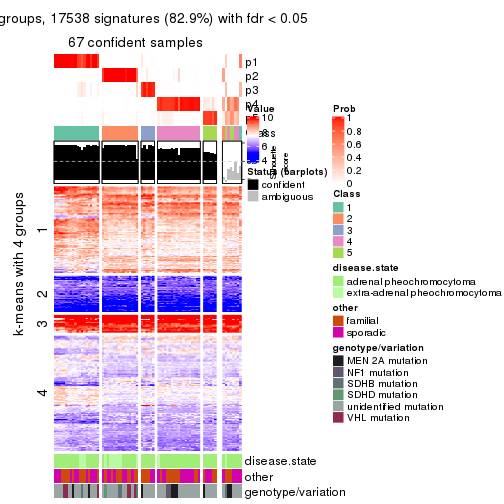 groups, 17538 signatures (82.9%) with fdr < 0.05
67 confident samples
p1
p2
p3
p4
Value
10
6
4
Silhouette
score
Status (barplots)
confident
ambiguous
Prob
1
0.8
0.6
0.4
0.2
0
Class
1
2
3
4
5
disease.state
adrenal pheochromocytoma
extra-adrenal pheochromocytoma
other
familial
sporadic
genotype/variation
MEN 2A mutation
NF1 mutation
SDHB mutation
SDHD mutation
unidentified mutation
VHL mutation
k-means with 4 groups
1
2
3
4
disease.state
other
genotype/variation